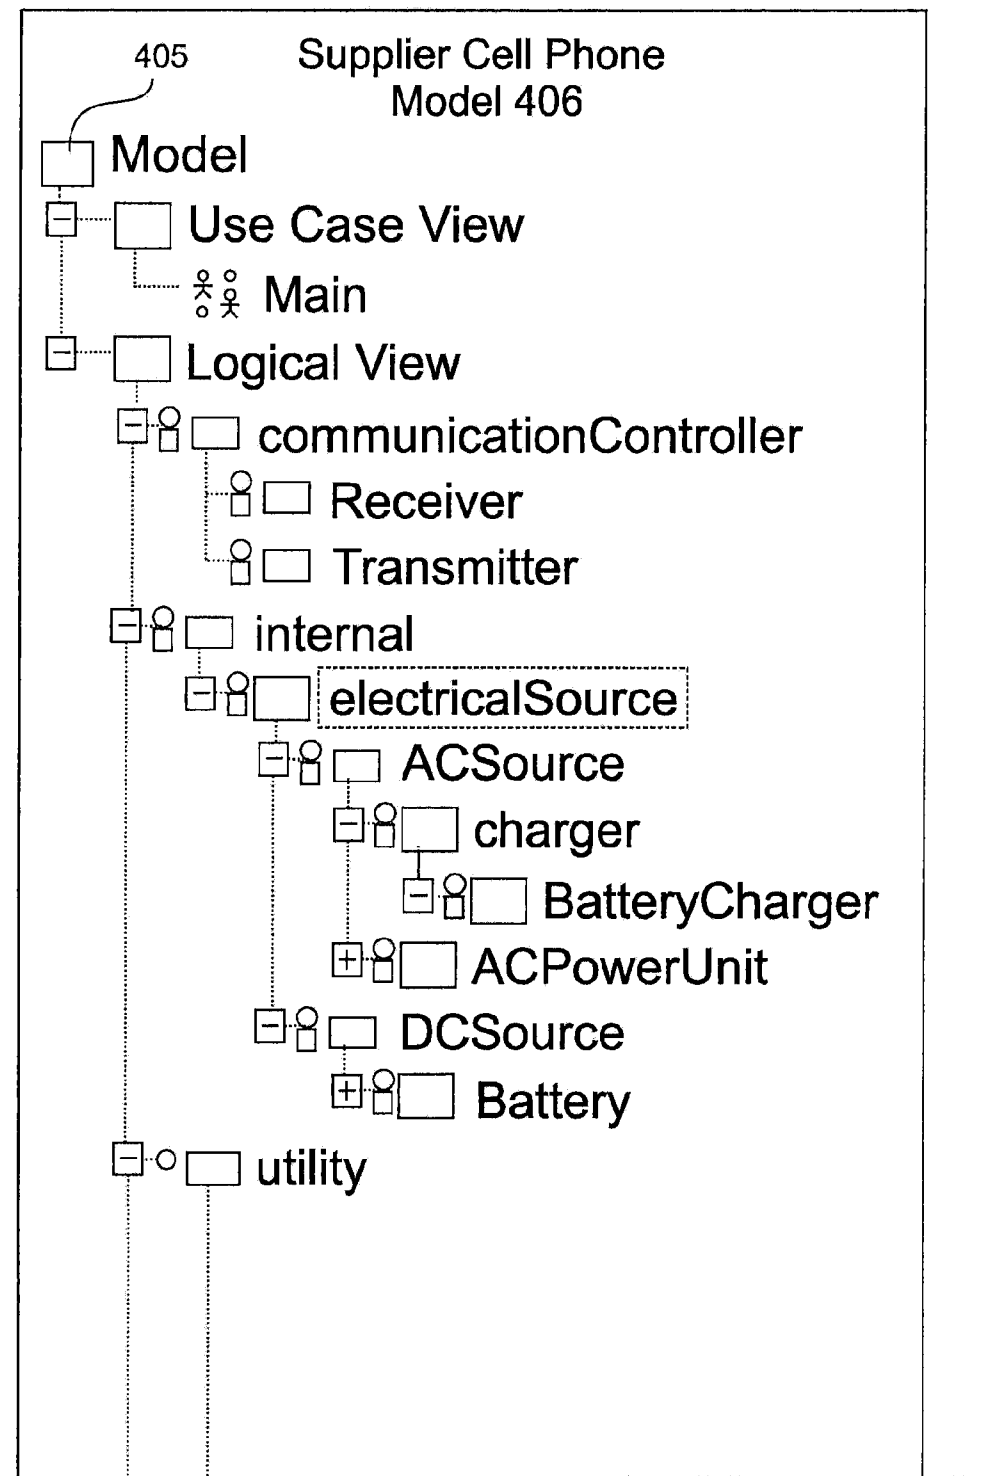 405
Supplier Cell Phone
Model 406
Model
Use Case View
Main
Logical View
communicationController
Receiver
Transmitter
internal
electricalSource
ACSource
charger
BatteryCharger
ACPowerUnit
DCSource
Battery
utility